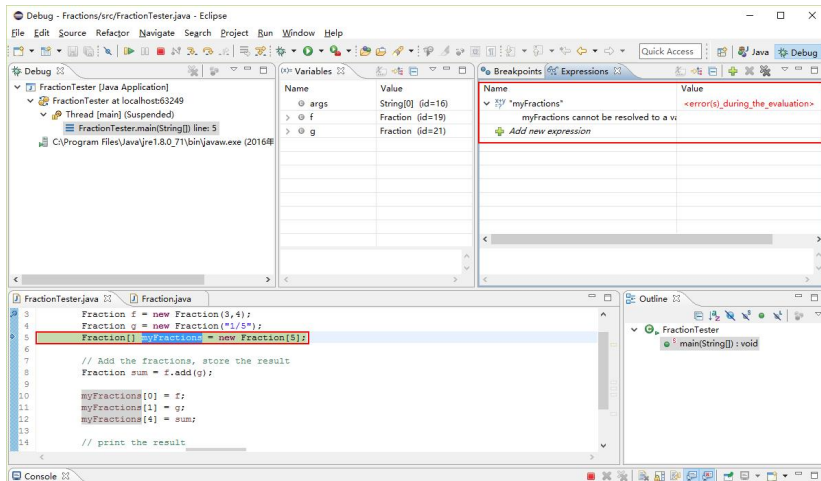 Debug - Fractions/src/FractionTester.java - Eclipse
File Edit Source Refactor Navigate Search Project Run Window Help
Quick Access Java Debug
Debug
FractionTester [Java Application]
FractionTester at localhost:63249
Thread [main] (Suspended)
FractionTester.main(String[]) line: 5
C:\Program Files\Java\jre1.8.0_71\bin\javaw.exe (2016年
(x)= Variables
Name Value
args String[0] (id=16)
f Fraction (id=19)
g Fraction (id=21)
Breakpoints Expressions
Name Value
"myFractions" <error(s)_during_the_evaluation>
myFractions cannot be resolved to a va
Add new expression
FractionTester.java Fraction.java
3 Fraction f = new Fraction(3,4);
4 Fraction g = new Fraction("1/5");
5 Fraction[] myFractions = new Fraction[5];
6
7 // Add the fractions, store the result
8 Fraction sum = f.add(g);
9
10 myFractions[0] = f;
11 myFractions[1] = g;
12 myFractions[4] = sum;
13
14 // print the result
Outline
FractionTester
main(String[]) : void
Console